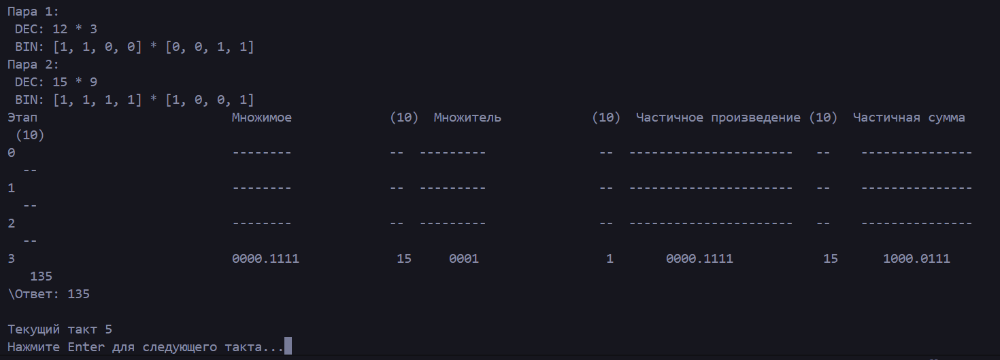 Пара 1:
DEC: 12 * 3
BIN: [1, 1, 0, 0] * [0, 0, 1, 1]
Пара 2:
DEC: 15 * 9
BIN: [1, 1, 1, 1] * [1, 0, 0, 1]
Этап Множимое (10) Множитель (10) Частичное произведение (10) Частичная сумма
(10)
0 -------- -- --------- -- ---------------------- -- ---------------
--
1 -------- -- --------- -- ---------------------- -- ---------------
--
2 -------- -- --------- -- ---------------------- -- ---------------
--
3 0000.1111 15 0001 1 0000.1111 15 1000.0111
135
\Ответ: 135
Текущий такт 5
Нажмите Enter для следующего такта...